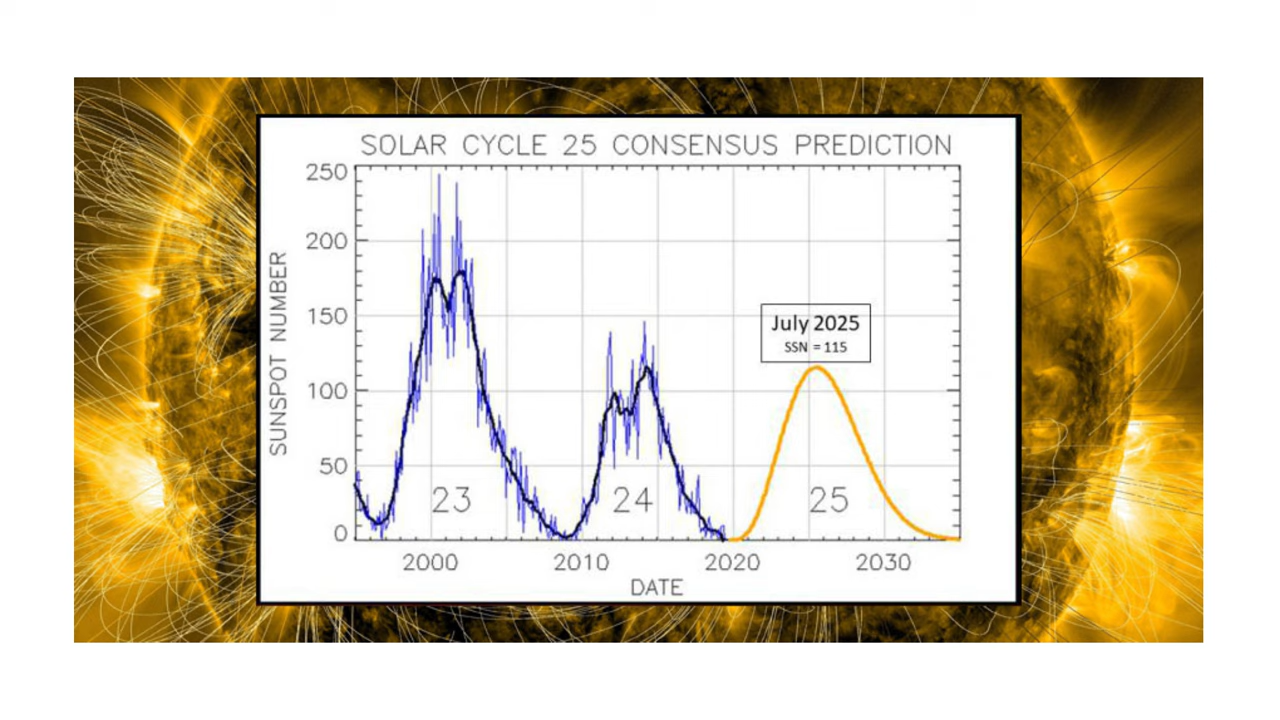 SOLAR CYCLE 25 CONSENSUS PREDICTION
250
200
150
100
50
0
SUNSPOT NUMBER
July 2025
SSN = 115
23
24
25
2000
2010
2020
2030
DATE